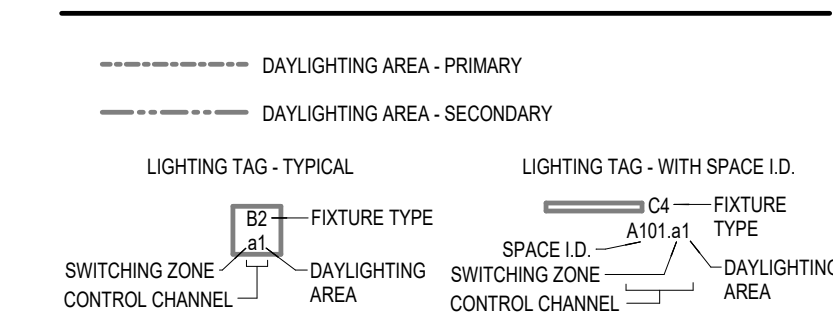 DAYLIGHTING AREA - PRIMARY
DAYLIGHTING AREA - SECONDARY
LIGHTING TAG - TYPICAL
B2
FIXTURE TYPE
a1
SWITCHING ZONE
DAYLIGHTING
AREA
CONTROL CHANNEL
LIGHTING TAG - WITH SPACE I.D.
C4
FIXTURE
TYPE
A101.a1
SPACE I.D.
SWITCHING ZONE
DAYLIGHTING
AREA
CONTROL CHANNEL